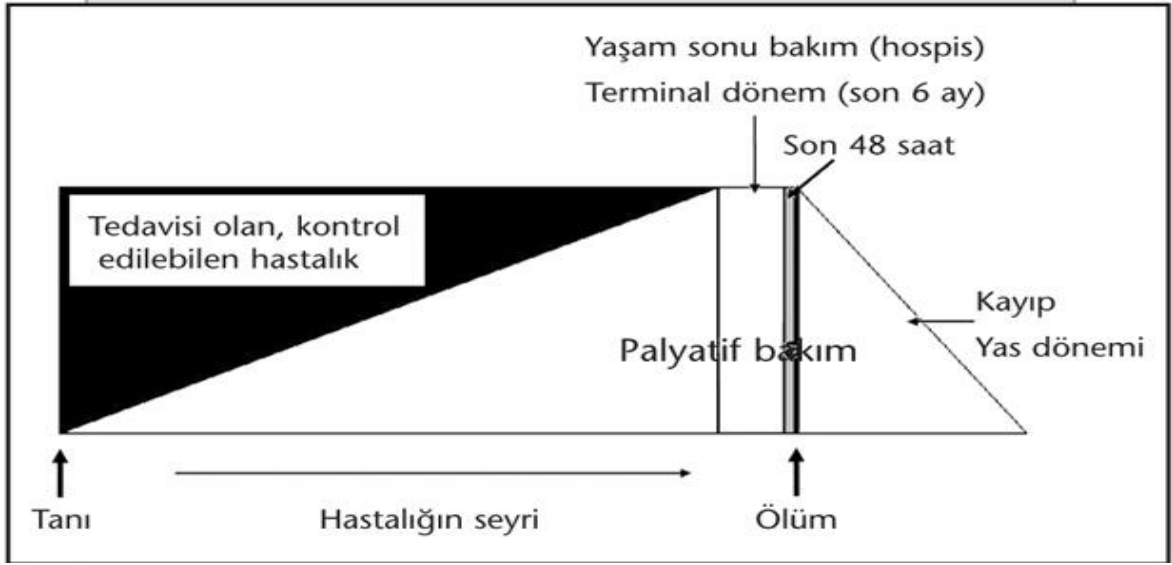 Yaşam sonu bakım (hospis)
Terminal dönem (son 6 ay)
Son 48 saat
Tedavisi olan, kontrol
edilebilen hastalık
Kayıp
Yas dönemi
Palyatif bakım
Tanı
Hastalığın seyri
Ölüm